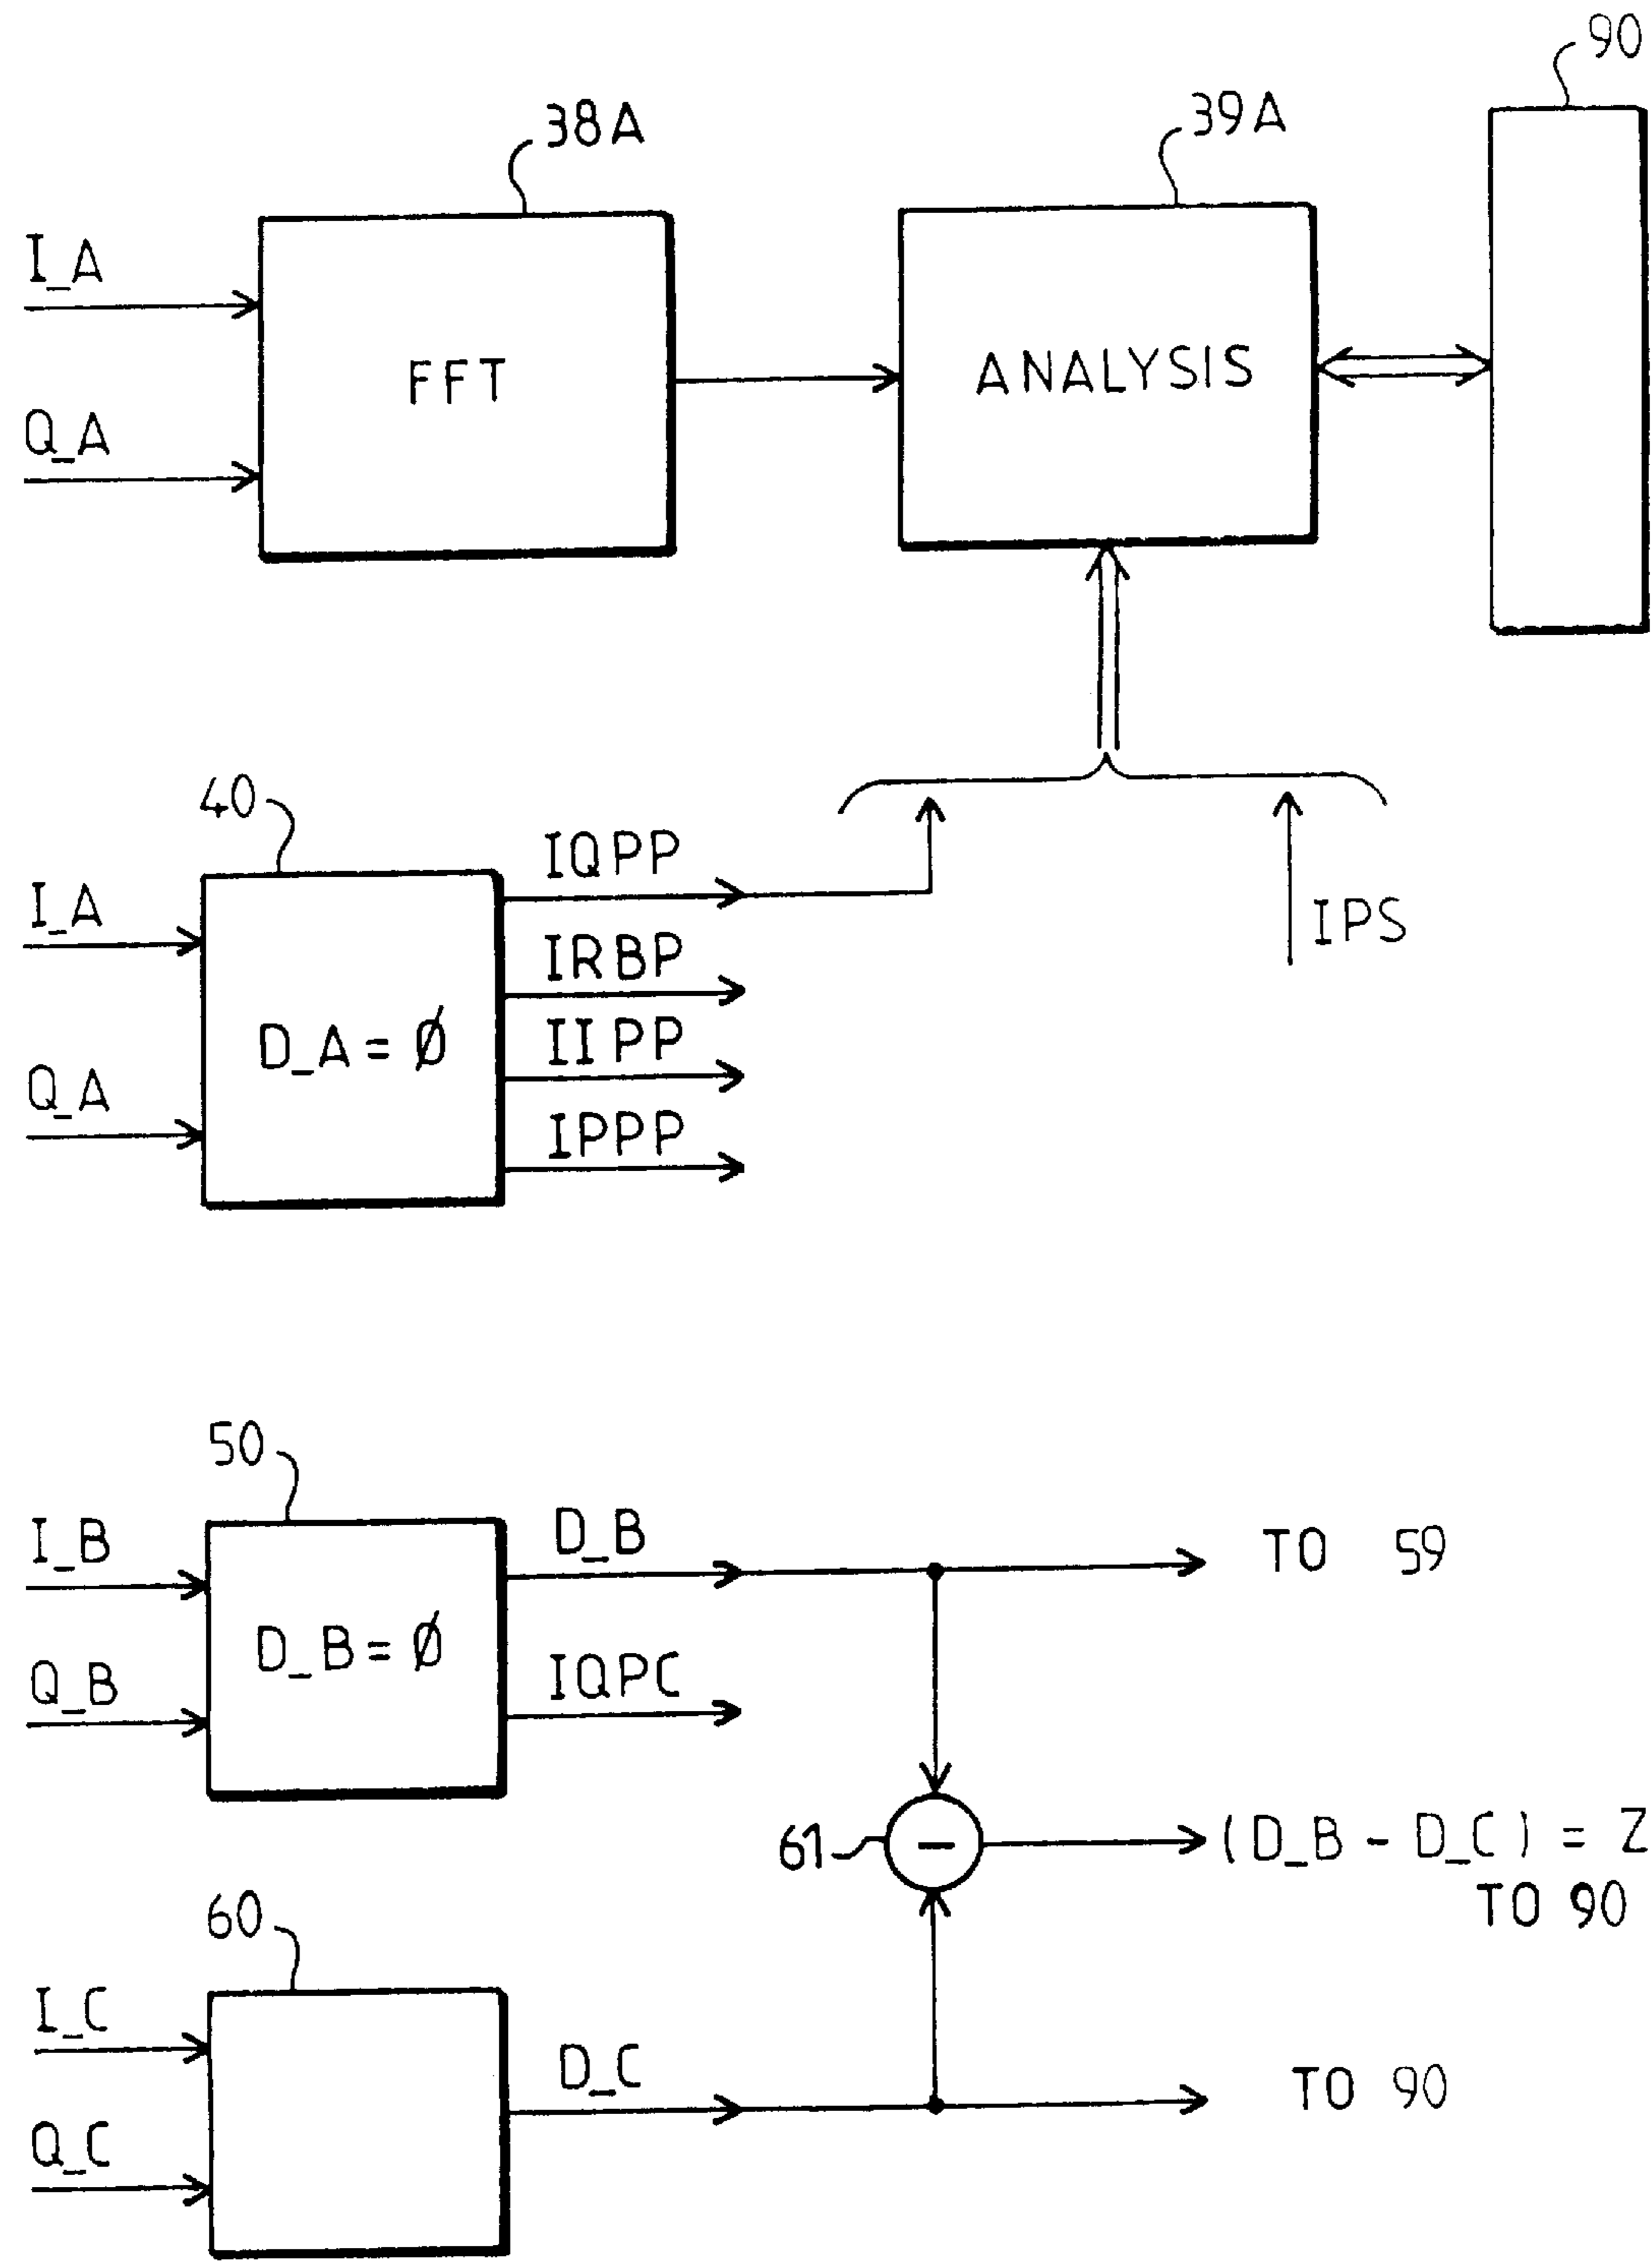 90
38A
39A
I_A
FFT
ANALYSIS
Q_A
40
IQPP
I_A
IPS
IRBP
D_A = Ø
IIPP
Q_A
IPPP
50
I_B
D_B
TO 59
D_B = Ø
Q_B
IQPC
61
−
(D_B - D_C) = Z
TO 90
60
I_C
D_C
TO 90
Q_C